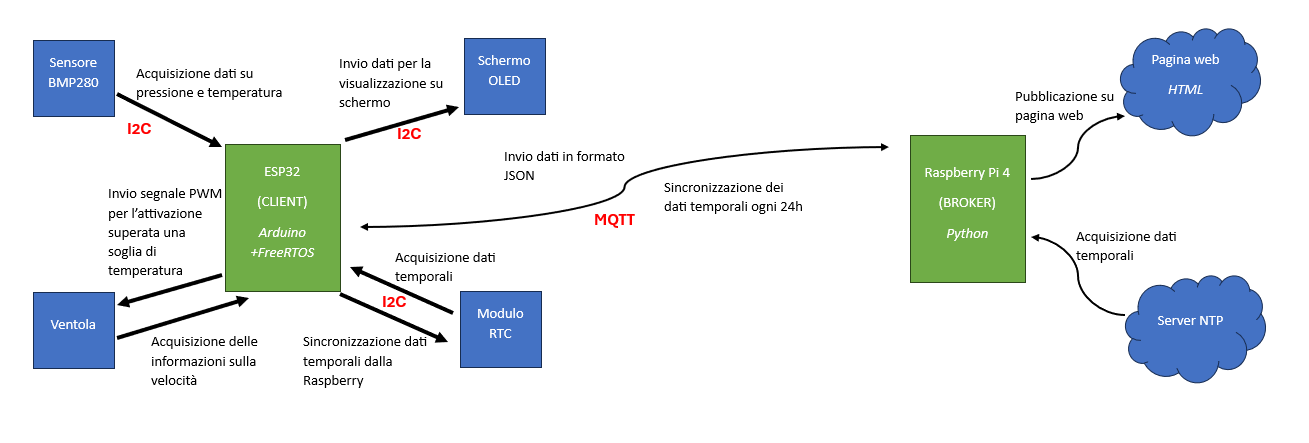 Sensore
BMP280
Acquisizione dati su
pressione e temperatura
I2C
Invio dati per la
visualizzazione su
schermo
I2C
Schermo
OLED
ESP32
(CLIENT)
Arduino
+FreeRTOS
Invio segnale PWM
per l'attivazione
superata una
soglia di
temperatura
Ventola
Acquisizione delle
informazioni sulla
velocità
Acquisizione dati
temporali
I2C
Sincronizzazione dati
temporali dalla
Raspberry
Modulo
RTC
Invio dati in formato
JSON
Sincronizzazione dei
dati temporali ogni 24h
MQTT
Raspberry Pi 4
(BROKER)
Python
Pubblicazione su
pagina web
Pagina web
HTML
Acquisizione dati
temporali
Server NTP